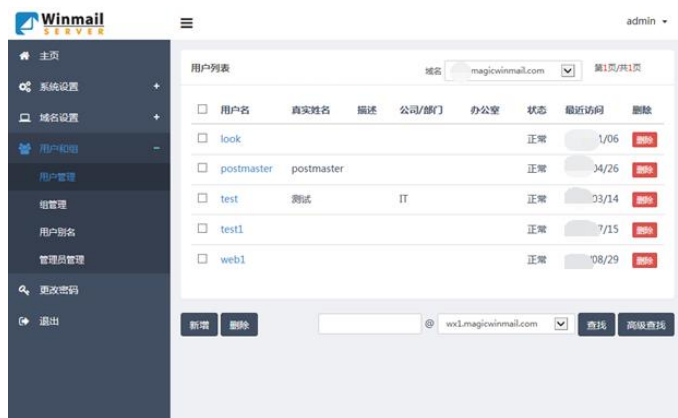 Winmail
SERVER
admin
主页
系统设置 +
域名设置 +
用户和组 -
用户管理
组管理
用户别名
管理员管理
更改密码
退出
用户列表 域名 magicwinmail.com 第1页/共1页
用户名 真实姓名 描述 公司/部门 办公室 状态 最近访问 删除
look 正常 1/06 删除
postmaster postmaster 正常 04/26 删除
test 测试 IT 正常 03/14 删除
test1 正常 7/15 删除
web1 正常 /08/29 删除
新增 删除 @ wx1.magicwinmail.com 查找 高级查找